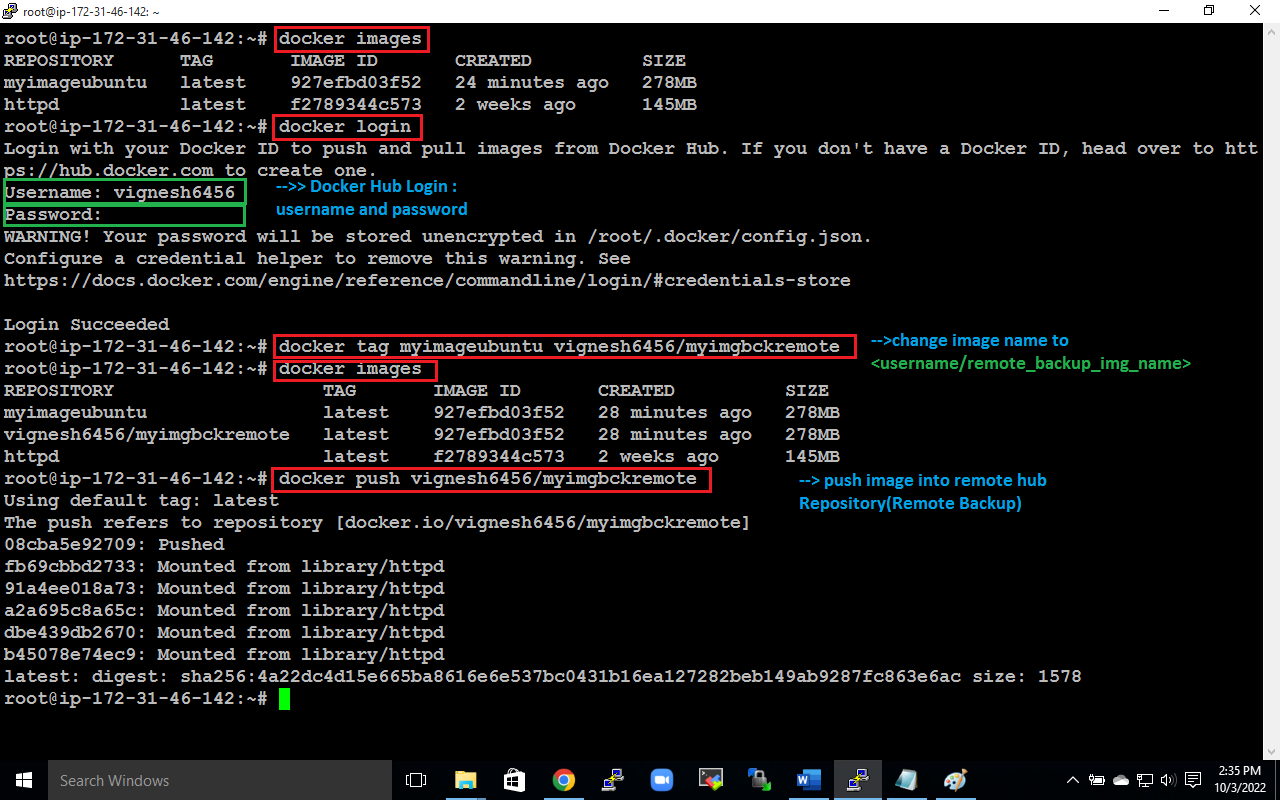 root@ip-172-31-46-142: ~
root@ip-172-31-46-142:~# docker images
REPOSITORY TAG IMAGE ID CREATED SIZE
myimageubuntu latest 927efbd03f52 24 minutes ago 278MB
httpd latest f2789344c573 2 weeks ago 145MB
root@ip-172-31-46-142:~# docker login
Login with your Docker ID to push and pull images from Docker Hub. If you don't have a Docker ID, head over to htt
ps://hub.docker.com to create one.
Username: vignesh6456 -->> Docker Hub Login :
Password: username and password
WARNING! Your password will be stored unencrypted in /root/.docker/config.json.
Configure a credential helper to remove this warning. See
https://docs.docker.com/engine/reference/commandline/login/#credentials-store
Login Succeeded
root@ip-172-31-46-142:~# docker tag myimageubuntu vignesh6456/myimgbckremote -->change image name to
root@ip-172-31-46-142:~# docker images <username/remote_backup_img_name>
REPOSITORY TAG IMAGE ID CREATED SIZE
myimageubuntu latest 927efbd03f52 28 minutes ago 278MB
vignesh6456/myimgbckremote latest 927efbd03f52 28 minutes ago 278MB
httpd latest f2789344c573 2 weeks ago 145MB
root@ip-172-31-46-142:~# docker push vignesh6456/myimgbckremote --> push image into remote hub
Using default tag: latest Repository(Remote Backup)
The push refers to repository [docker.io/vignesh6456/myimgbckremote]
08cba5e92709: Pushed
fb69cbbd2733: Mounted from library/httpd
91a4ee018a73: Mounted from library/httpd
a2a695c8a65c: Mounted from library/httpd
dbe439db2670: Mounted from library/httpd
b45078e74ec9: Mounted from library/httpd
latest: digest: sha256:4a22dc4d15e665ba8616e6e537bc0431b16ea127282beb149ab9287fc863e6ac size: 1578
root@ip-172-31-46-142:~#
Search Windows
2:35 PM
10/3/2022